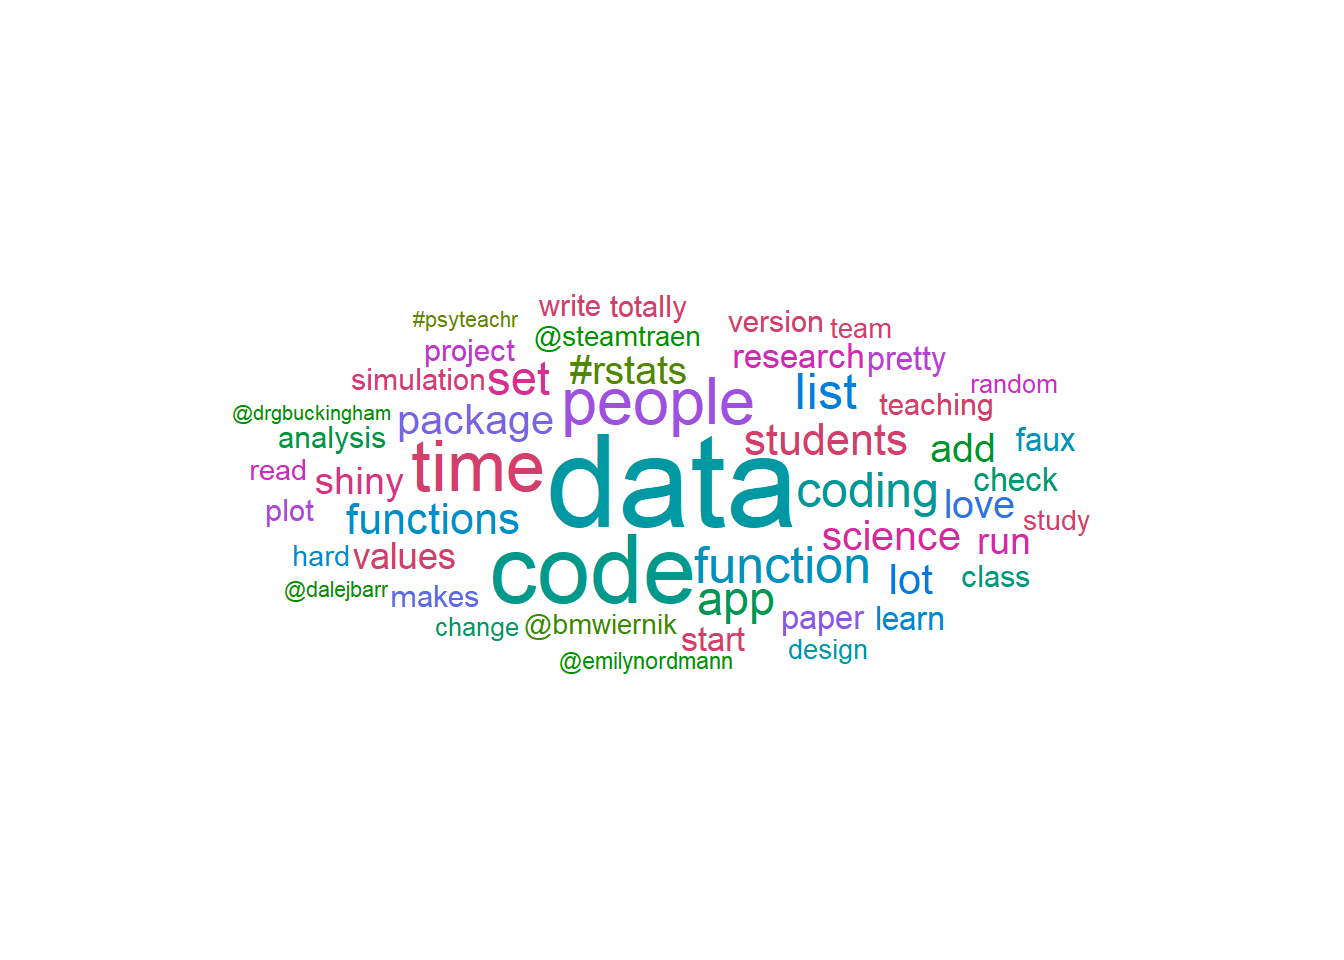 write totally
#psyteachr
version team
@steamtraen
project
research pretty
simulation set #rstats
list random
@drgbuckingham
package people
teaching
analysis
students add faux
read shiny time data
coding check
plot functions
love study
science run
hard values
code function
lot class
@dalejbarr makes
app
paper learn
change @bmwiernik start
design
@emilynordmann